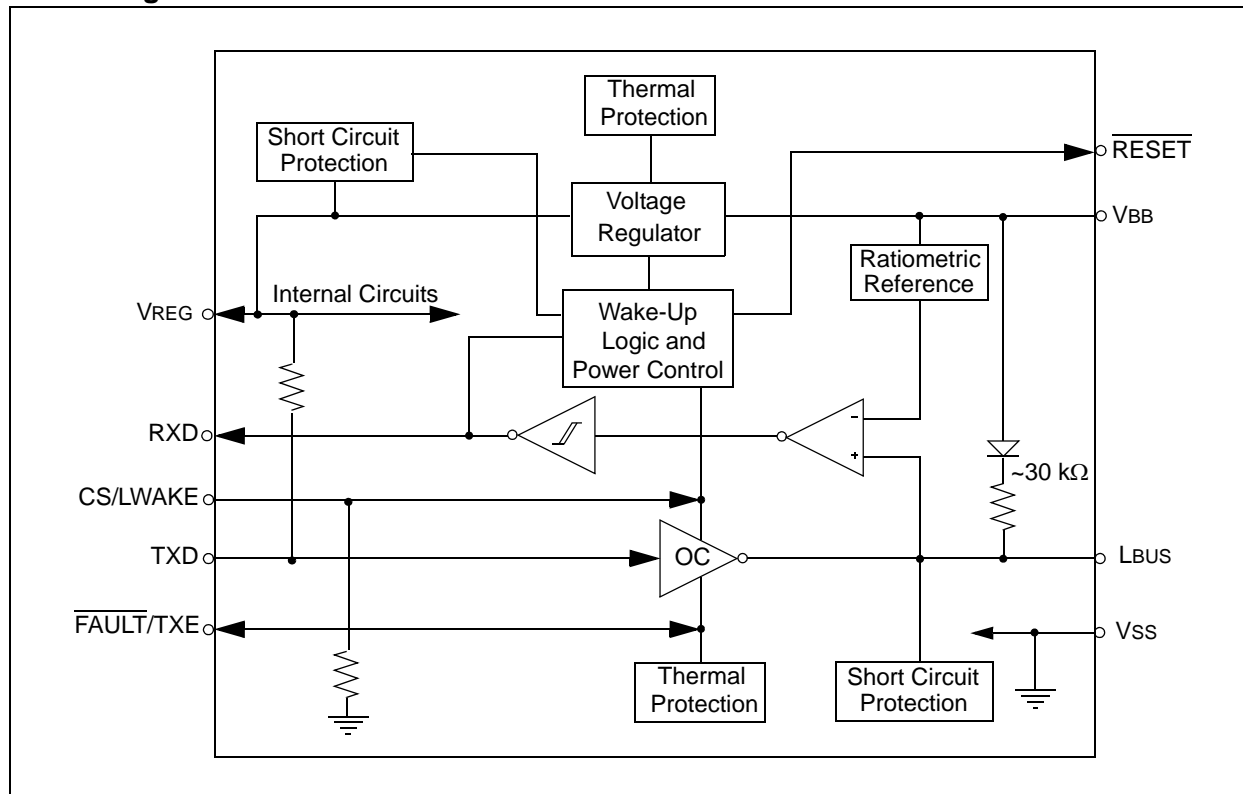 Thermal
Protection
Short Circuit
Protection
RESET
Voltage
Regulator
VBB
Ratiometric
Reference
Internal Circuits
VREG
Wake-Up
Logic and
Power Control
RXD
-
+
~30 kΩ
CS/LWAKE
TXD
OC
LBUS
FAULT/TXE
VSS
Thermal
Protection
Short Circuit
Protection